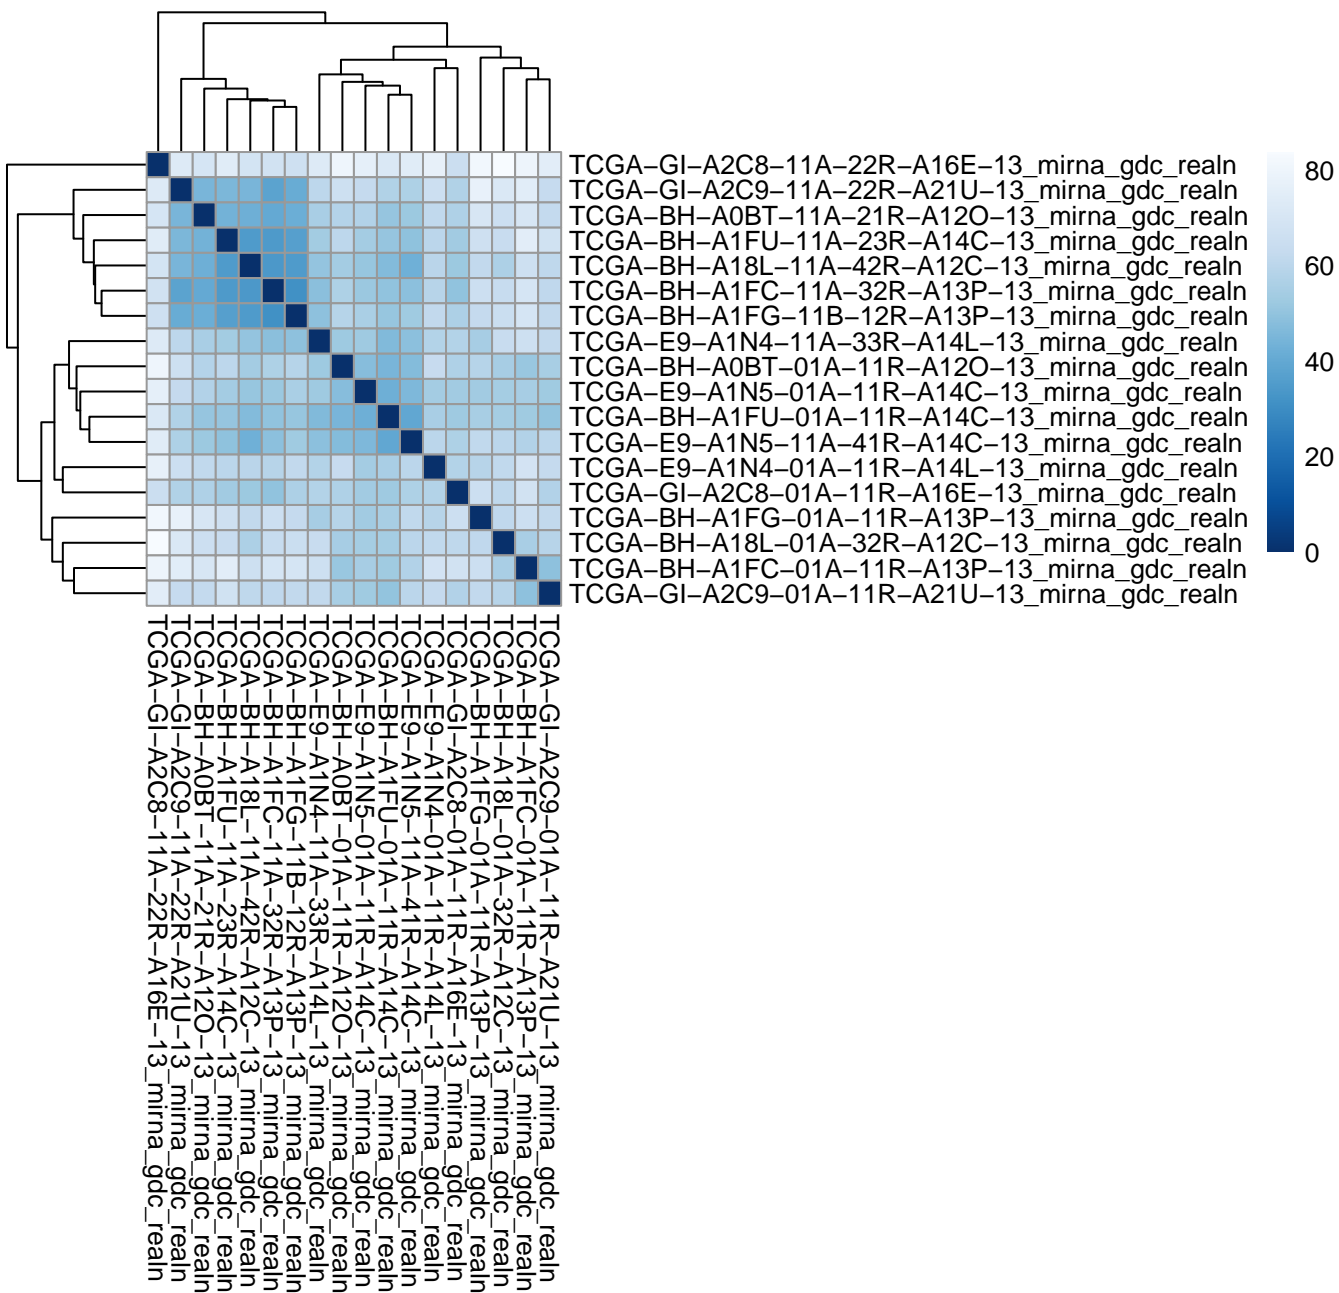 TCGA−GI−A2C8−11A−22R−A16E−13_mirna_gdc_realn
TCGA−GI−A2C9−11A−22R−A21U−13_mirna_gdc_realn
TCGA−BH−A0BT−11A−21R−A12O−13_mirna_gdc_realn
TCGA−BH−A1FU−11A−23R−A14C−13_mirna_gdc_realn
TCGA−BH−A18L−11A−42R−A12C−13_mirna_gdc_realn
TCGA−BH−A1FC−11A−32R−A13P−13_mirna_gdc_realn
TCGA−BH−A1FG−11B−12R−A13P−13_mirna_gdc_realn
TCGA−E9−A1N4−11A−33R−A14L−13_mirna_gdc_realn
TCGA−BH−A0BT−01A−11R−A12O−13_mirna_gdc_realn
TCGA−E9−A1N5−01A−11R−A14C−13_mirna_gdc_realn
TCGA−BH−A1FU−01A−11R−A14C−13_mirna_gdc_realn
TCGA−E9−A1N5−11A−41R−A14C−13_mirna_gdc_realn
TCGA−E9−A1N4−01A−11R−A14L−13_mirna_gdc_realn
TCGA−GI−A2C8−01A−11R−A16E−13_mirna_gdc_realn
TCGA−BH−A1FG−01A−11R−A13P−13_mirna_gdc_realn
TCGA−BH−A18L−01A−32R−A12C−13_mirna_gdc_realn
TCGA−BH−A1FC−01A−11R−A13P−13_mirna_gdc_realn
TCGA−GI−A2C9−01A−11R−A21U−13_mirna_gdc_realn
80
60
40
20
0
TCGA−GI−A2C8−11A−22R−A16E−13_mirna_gdc_realn
TCGA−GI−A2C9−11A−22R−A21U−13_mirna_gdc_realn
TCGA−BH−A0BT−11A−21R−A12O−13_mirna_gdc_realn
TCGA−BH−A1FU−11A−23R−A14C−13_mirna_gdc_realn
TCGA−BH−A18L−11A−42R−A12C−13_mirna_gdc_realn
TCGA−BH−A1FC−11A−32R−A13P−13_mirna_gdc_realn
TCGA−BH−A1FG−11B−12R−A13P−13_mirna_gdc_realn
TCGA−E9−A1N4−11A−33R−A14L−13_mirna_gdc_realn
TCGA−BH−A0BT−01A−11R−A12O−13_mirna_gdc_realn
TCGA−E9−A1N5−01A−11R−A14C−13_mirna_gdc_realn
TCGA−BH−A1FU−01A−11R−A14C−13_mirna_gdc_realn
TCGA−E9−A1N5−11A−41R−A14C−13_mirna_gdc_realn
TCGA−E9−A1N4−01A−11R−A14L−13_mirna_gdc_realn
TCGA−GI−A2C8−01A−11R−A16E−13_mirna_gdc_realn
TCGA−BH−A1FG−01A−11R−A13P−13_mirna_gdc_realn
TCGA−BH−A18L−01A−32R−A12C−13_mirna_gdc_realn
TCGA−BH−A1FC−01A−11R−A13P−13_mirna_gdc_realn
TCGA−GI−A2C9−01A−11R−A21U−13_mirna_gdc_realn